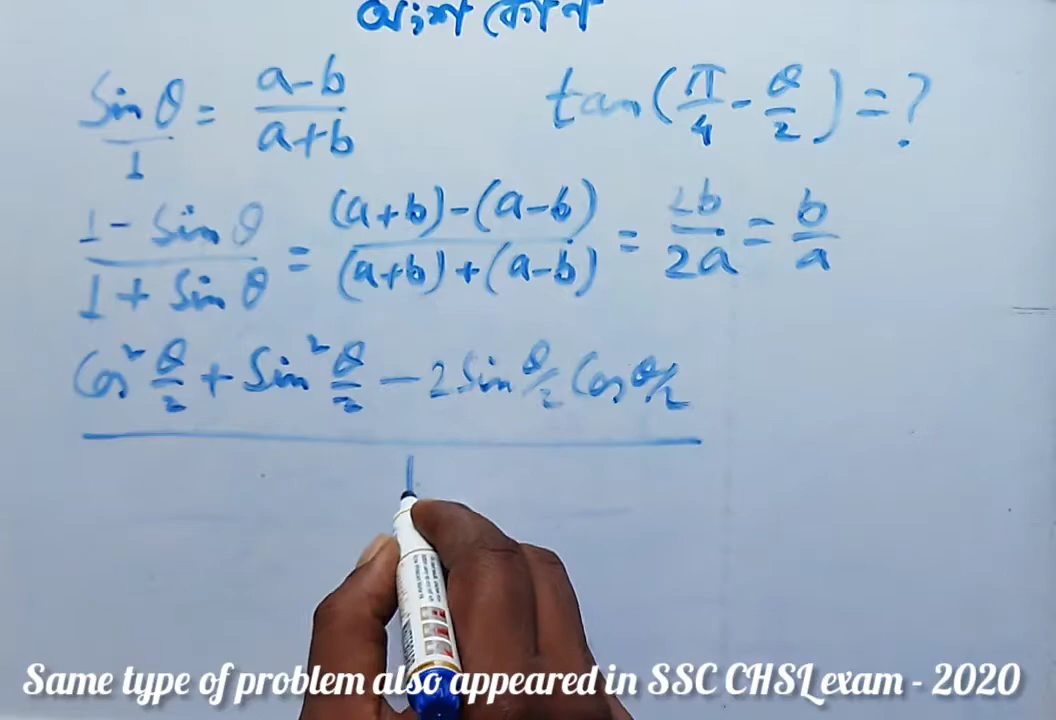 sin θ / 1 = a-b / a+b tan(π/4 - θ/2) = ?
1 - sin θ / 1 + sin θ = (a+b)-(a-b) / (a+b)+(a-b) = 2b / 2a = b / a
cos² θ/2 + sin² θ/2 - 2 sin θ/2 cos θ/2
Same type of problem also appeared in SSC CHSL exam - 2020